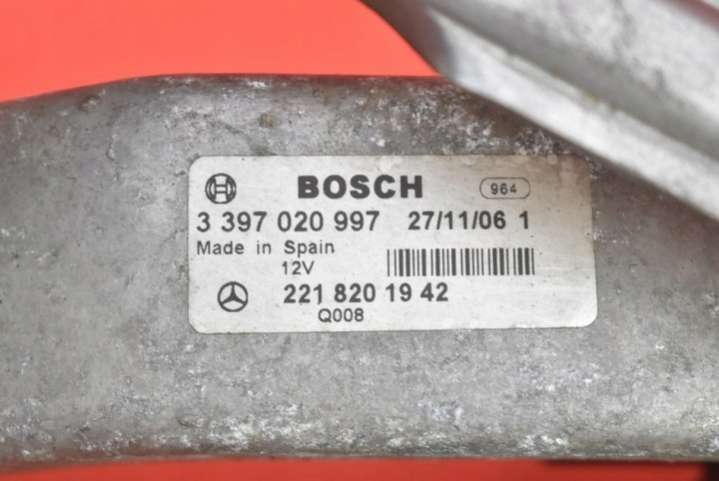 BOSCH 964
3 397 020 997 27/11/06 1
Made in Spain
12V
221 820 19 42
Q008